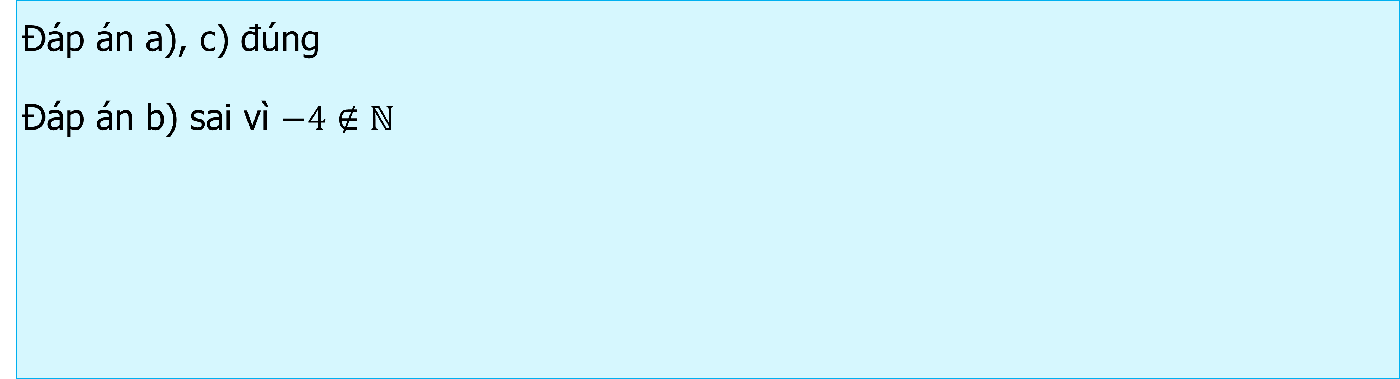 Đáp án a), c) đúng
Đáp án b) sai vì −4 ∉ ℕ